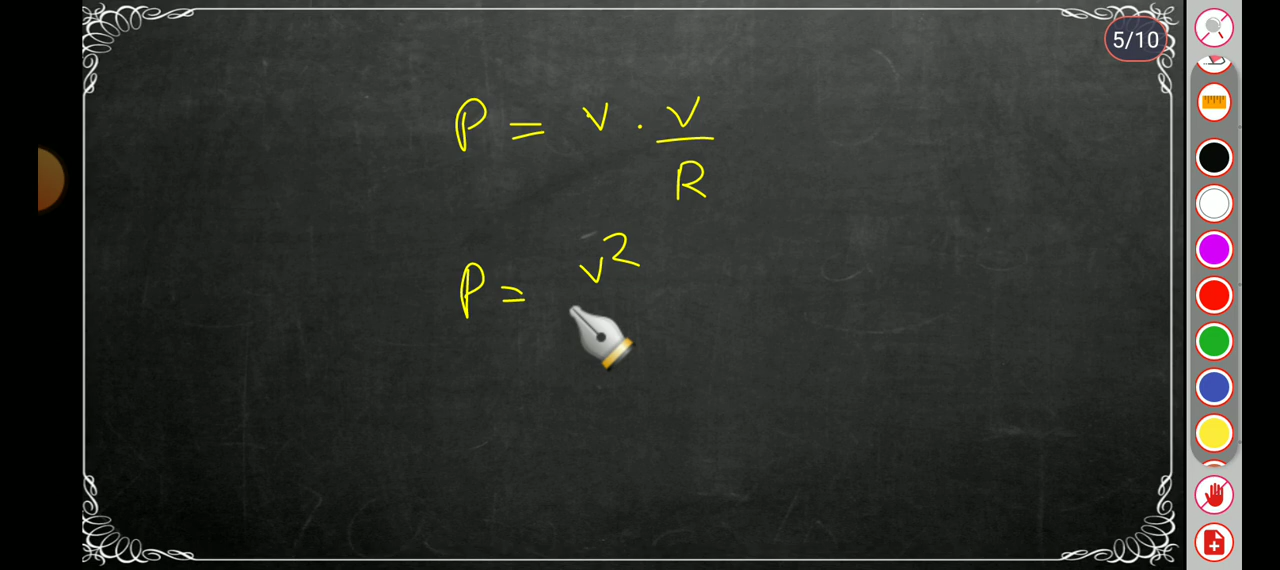 5/10
P = v · v/R
P = v²